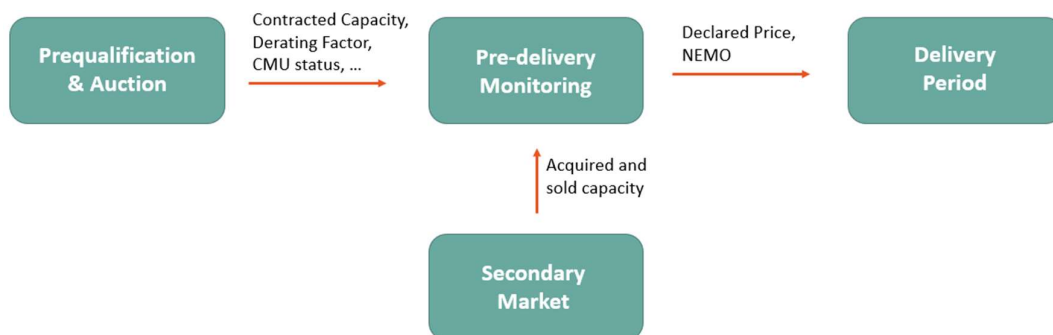 Prequalification
& Auction
Contracted Capacity,
Derating Factor,
CMU status, ...
Pre-delivery
Monitoring
Declared Price,
NEMO
Delivery
Period
Acquired and
sold capacity
Secondary
Market